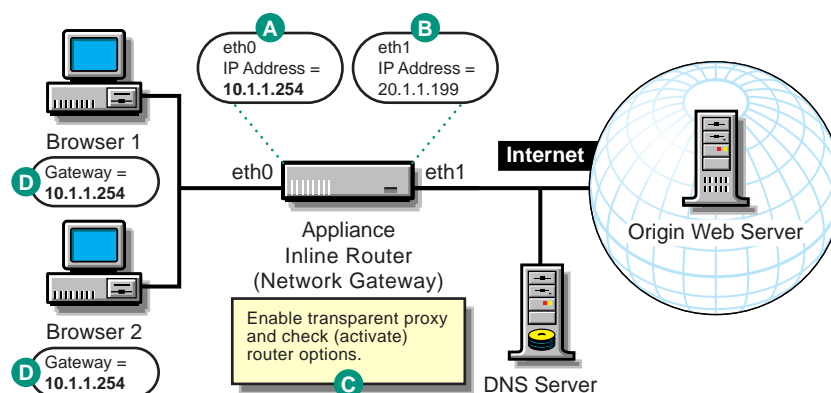 A
eth0
IP Address =
10.1.1.254
B
eth1
IP Address =
20.1.1.199
Browser 1
D
Gateway =
10.1.1.254
eth0
eth1
Internet
Appliance
Inline Router
(Network Gateway)
Origin Web Server
Browser 2
D
Gateway =
10.1.1.254
Enable transparent proxy
and check (activate)
router options.
C
DNS Server